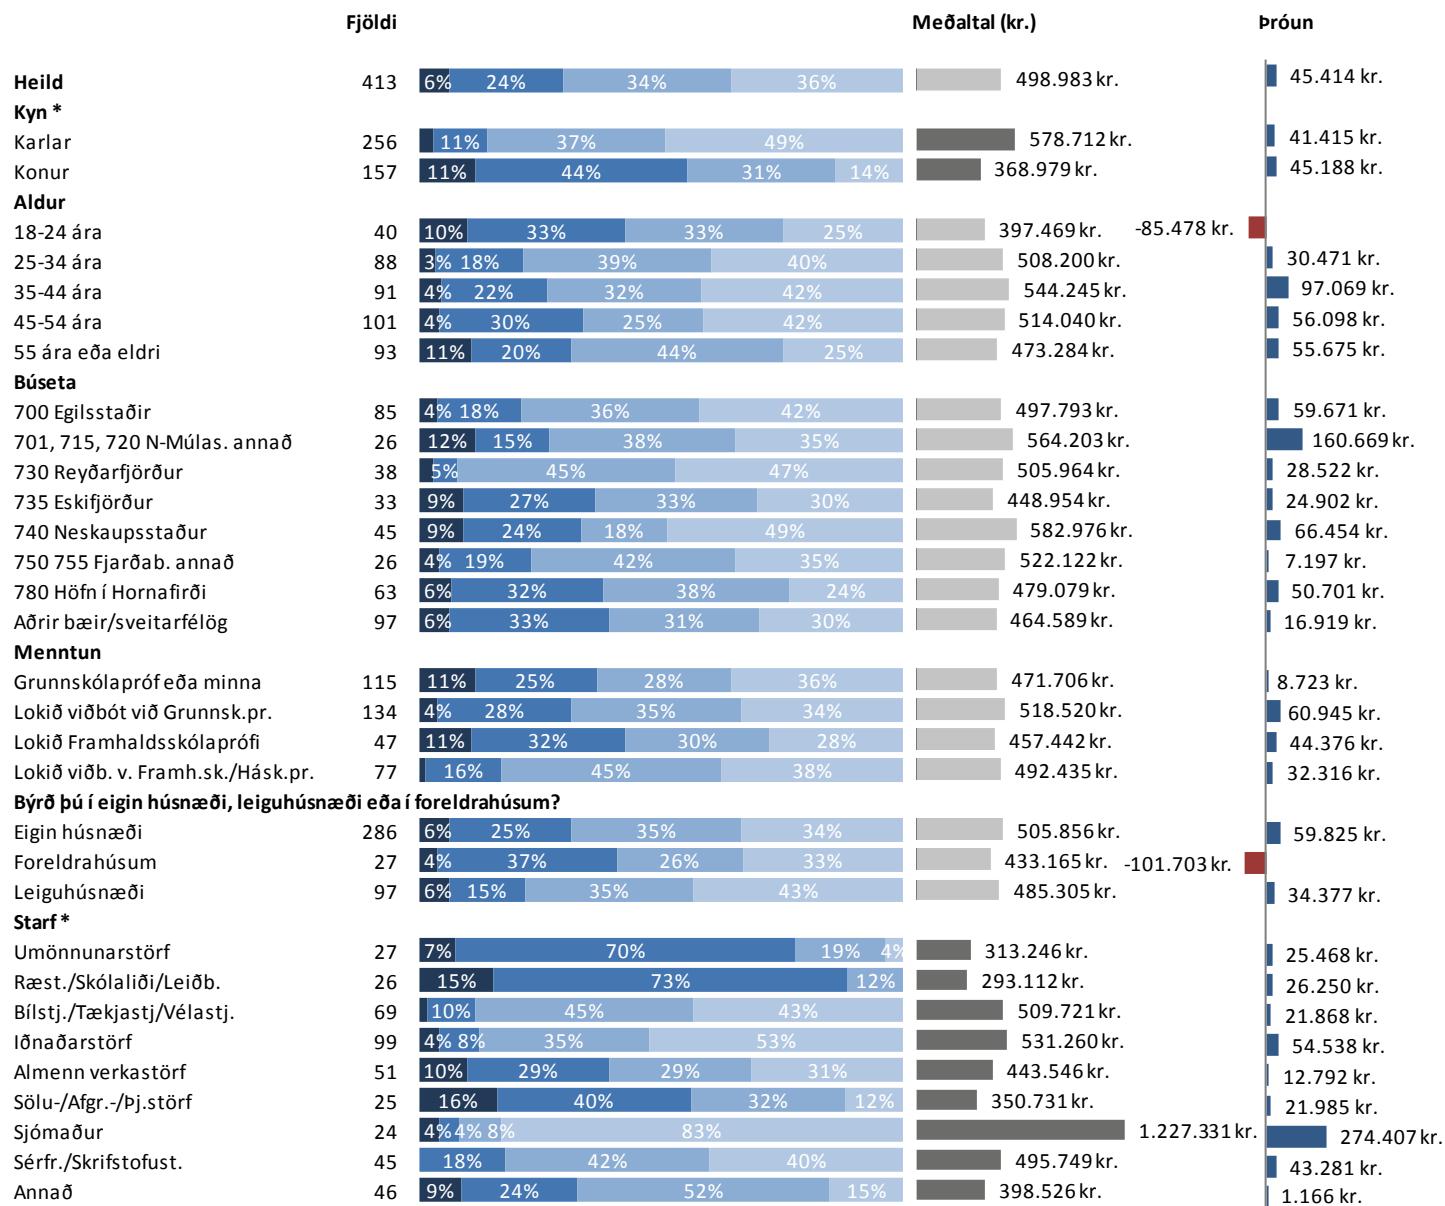 Fjöldi Meðaltal (kr.) Þróun
Heild 413 6% 24% 34% 36% 498.983 kr. 45.414 kr.
Kyn *
Karlar 256 11% 37% 49% 578.712 kr. 41.415 kr.
Konur 157 11% 44% 31% 14% 368.979 kr. 45.188 kr.
Aldur
18-24 ára 40 10% 33% 33% 25% 397.469 kr. -85.478 kr.
25-34 ára 88 3% 18% 39% 40% 508.200 kr. 30.471 kr.
35-44 ára 91 4% 22% 32% 42% 544.245 kr. 97.069 kr.
45-54 ára 101 4% 30% 25% 42% 514.040 kr. 56.098 kr.
55 ára eða eldri 93 11% 20% 44% 25% 473.284 kr. 55.675 kr.
Búseta
700 Egilsstaðir 85 4% 18% 36% 42% 497.793 kr. 59.671 kr.
701, 715, 720 N-Múlas. annað 26 12% 15% 38% 35% 564.203 kr. 160.669 kr.
730 Reyðarfjörður 38 5% 45% 47% 505.964 kr. 28.522 kr.
735 Eskifjörður 33 9% 27% 33% 30% 448.954 kr. 24.902 kr.
740 Neskaupsstaður 45 9% 24% 18% 49% 582.976 kr. 66.454 kr.
750 755 Fjarðab. annað 26 4% 19% 42% 35% 522.122 kr. 7.197 kr.
780 Höfn í Hornafirði 63 6% 32% 38% 24% 479.079 kr. 50.701 kr.
Aðrir bæir/sveitarfélög 97 6% 33% 31% 30% 464.589 kr. 16.919 kr.
Menntun
Grunnskólapróf eða minna 115 11% 25% 28% 36% 471.706 kr. 8.723 kr.
Lokið viðbót við Grunnsk.pr. 134 4% 28% 35% 34% 518.520 kr. 60.945 kr.
Lokið Framhaldsskólaprófi 47 11% 32% 30% 28% 457.442 kr. 44.376 kr.
Lokið viðb. v. Framh.sk./Hásk.pr. 77 16% 45% 38% 492.435 kr. 32.316 kr.
Býrð þú í eigin húsnæði, leiguhúsnæði eða í foreldrahúsum?
Eigin húsnæði 286 6% 25% 35% 34% 505.856 kr. 59.825 kr.
Foreldrahúsum 27 4% 37% 26% 33% 433.165 kr. -101.703 kr.
Leiguhúsnæði 97 6% 15% 35% 43% 485.305 kr. 34.377 kr.
Starf *
Umönnunarstörf 27 7% 70% 19% 4% 313.246 kr. 25.468 kr.
Ræst./Skólaliði/Leiðb. 26 15% 73% 12% 293.112 kr. 26.250 kr.
Bílstj./Tækjastj/Vélastj. 69 10% 45% 43% 509.721 kr. 21.868 kr.
Iðnaðarstörf 99 4% 8% 35% 53% 531.260 kr. 54.538 kr.
Almenn verkastörf 51 10% 29% 29% 31% 443.546 kr. 12.792 kr.
Sölu-/Afgr.-/Þj.störf 25 16% 40% 32% 12% 350.731 kr. 21.985 kr.
Sjómaður 24 4% 4% 8% 83% 1.227.331 kr. 274.407 kr.
Sérfr./Skrifstofust. 45 18% 42% 40% 495.749 kr. 43.281 kr.
Annað 46 9% 24% 52% 15% 398.526 kr. 1.166 kr.